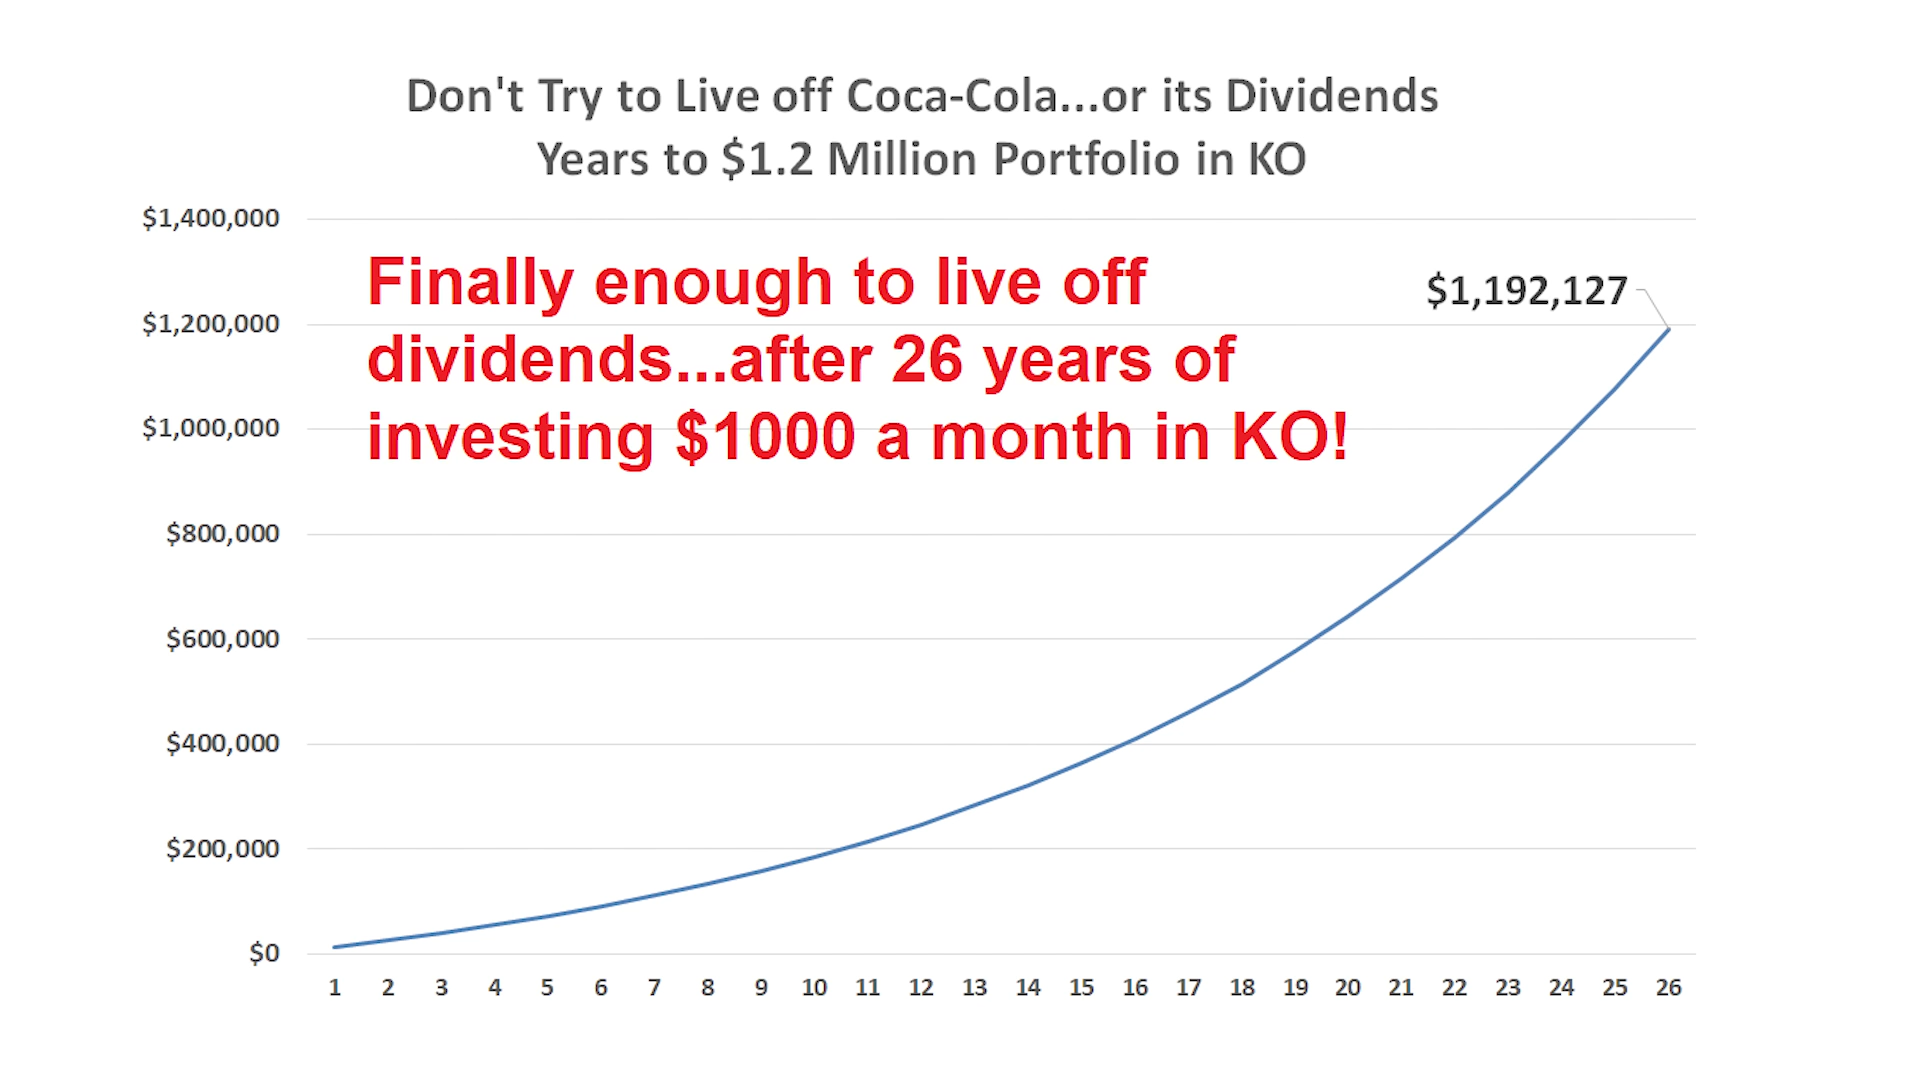 Don't Try to Live off Coca-Cola...or its Dividends
Years to $1.2 Million Portfolio in KO
$1,400,000
$1,200,000
$1,000,000
$800,000
$600,000
$400,000
$200,000
$0
Finally enough to live off
dividends...after 26 years of
investing $1000 a month in KO!
$1,192,127
1 2 3 4 5 6 7 8 9 10 11 12 13 14 15 16 17 18 19 20 21 22 23 24 25 26